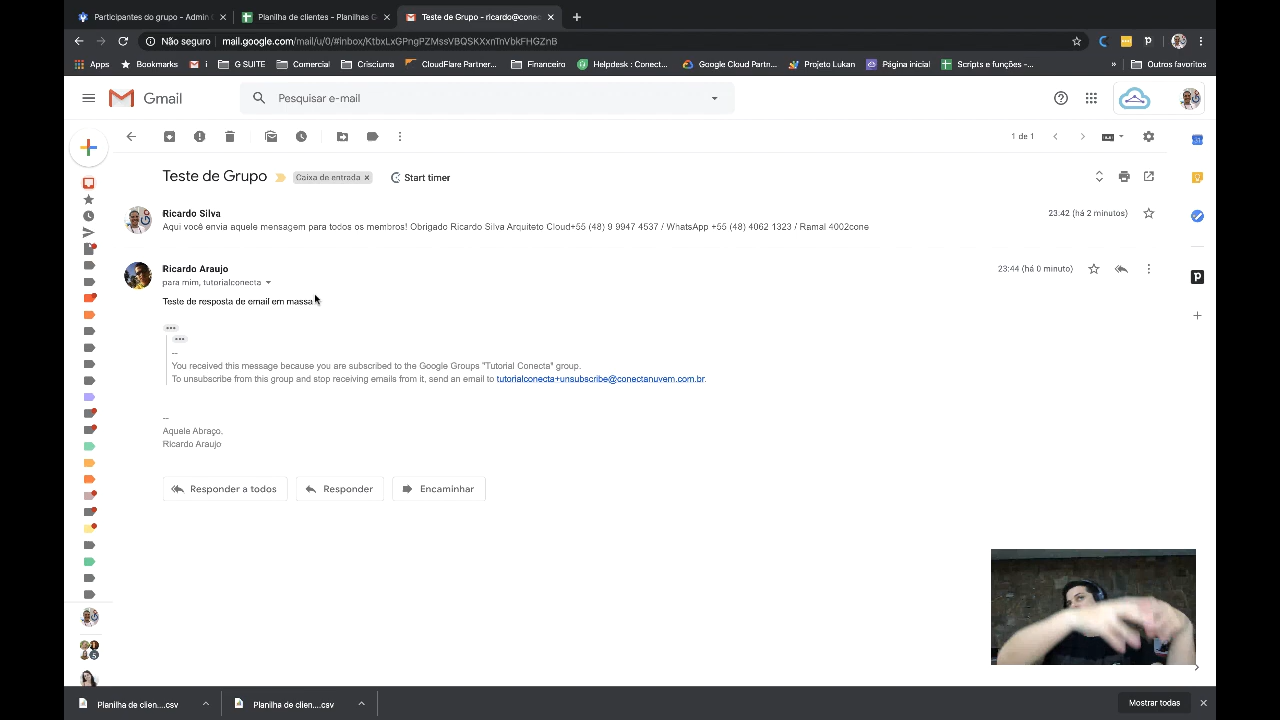 Participantes do grupo - Admin C
Planilha de clientes - Planilhas G
Teste de Grupo - ricardo@conec
Não seguro
mail.google.com/mail/u/0/#inbox/KtbxLxGPngPZMssVBQSKXxnTnVbkFHGZnB
Apps
Bookmarks
i
G SUITE
Comercial
Crisciuma
CloudFlare Partner...
Financeiro
Helpdesk : Conect...
Google Cloud Partn...
Projeto Lukan
Página inicial
Scripts e funções -...
»
Outros favoritos
Gmail
Pesquisar e-mail
1 de 1
Teste de Grupo
Caixa de entrada x
Start timer
Ricardo Silva
23:42 (há 2 minutos)
Aqui você envia aquele mensagem para todos os membros! Obrigado Ricardo Silva Arquiteto Cloud+55 (48) 9 9947 4537 / WhatsApp +55 (48) 4062 1323 / Ramal 4002cone
Ricardo Araujo
23:44 (há 0 minuto)
para mim, tutorialconecta
Teste de resposta de email em massa
--
You received this message because you are subscribed to the Google Groups "Tutorial Conecta" group.
To unsubscribe from this group and stop receiving emails from it, send an email to tutorialconecta+unsubscribe@conectanuvem.com.br.
--
Aquele Abraço,
Ricardo Araujo
Responder a todos
Responder
Encaminhar
Planilha de clien....csv
Planilha de clien....csv
Mostrar todas